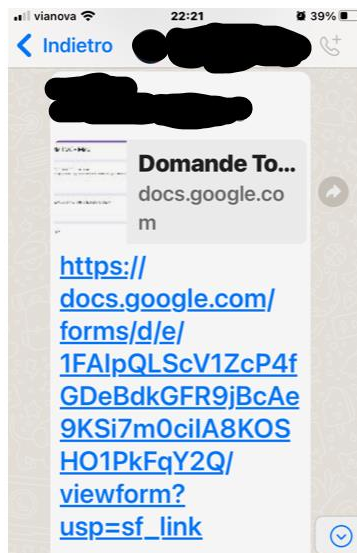 vianova 22:21 39%
Indietro
Domande To...
docs.google.co
m
https://
docs.google.com/
forms/d/e/
1FAIpQLScV1ZcP4f
GDeBdkGFR9jBcAe
9KSi7m0cilA8KOS
HO1PkFqY2Q/
viewform?
usp=sf_link